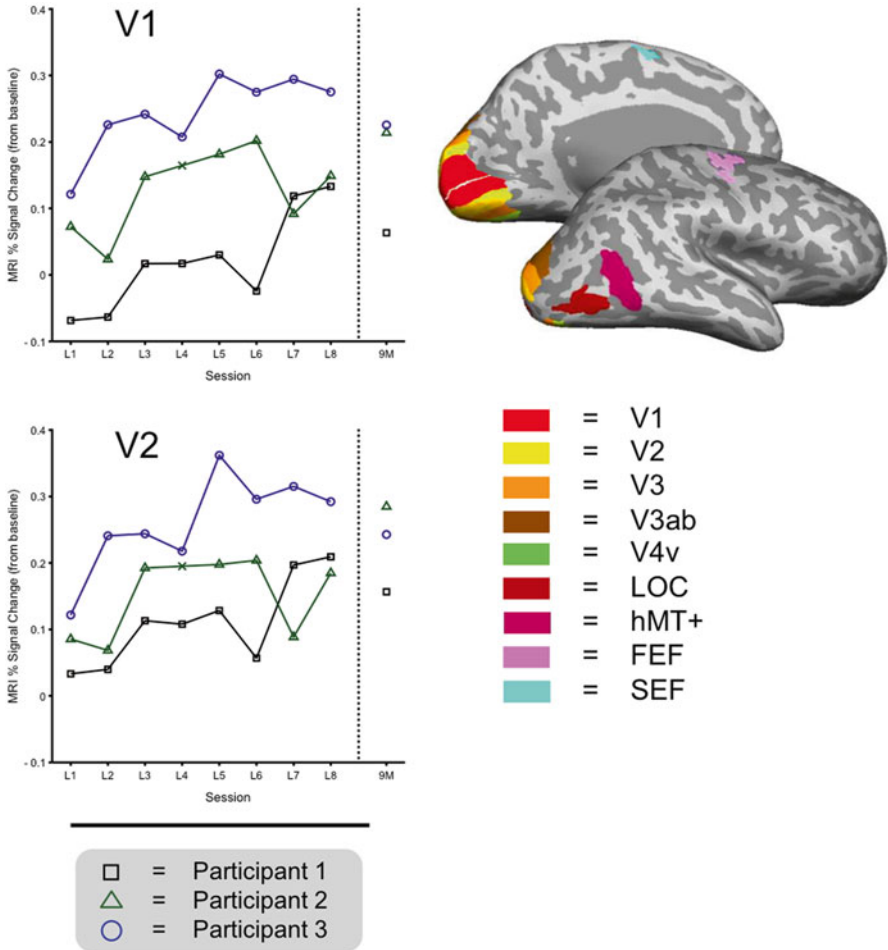 V1
MRI % Signal Change (from baseline)
0.4
0.3
0.2
0.1
0
- 0.1
L1 L2 L3 L4 L5 L6 L7 L8 9M
Session
V2
MRI % Signal Change (from baseline)
0.4
0.3
0.2
0.1
0
- 0.1
L1 L2 L3 L4 L5 L6 L7 L8 9M
Session
= Participant 1
= Participant 2
= Participant 3
= V1
= V2
= V3
= V3ab
= V4v
= LOC
= hMT+
= FEF
= SEF